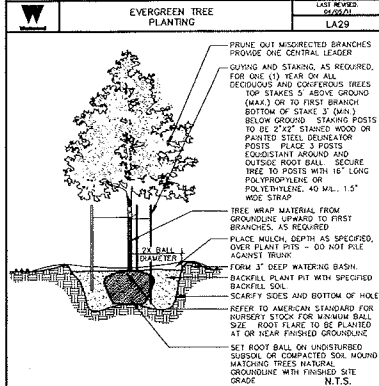 EVERGREEN TREE
PLANTING
LAST REVISED:
04/05/11
LA29
Westwood
PRUNE OUT MISDIRECTED BRANCHES
PROVIDE ONE CENTRAL LEADER
GUYING AND STAKING, AS REQUIRED,
FOR ONE (1) YEAR ON ALL
DECIDUOUS AND CONIFEROUS TREES
TOP STAKES 5' ABOVE GROUND
(MAX.) OR TO FIRST BRANCH
BOTTOM OF STAKE 3' (MIN.)
BELOW GROUND STAKING POSTS
TO BE 2"X2" STAINED WOOD OR
PAINTED STEEL DELINEATOR
POSTS PLACE 3 POSTS
EQUIDISTANT AROUND AND
OUTSIDE ROOT BALL SECURE
TREE TO POSTS WITH 16" LONG
POLYPROPYLENE OR
POLYETHYLENE, 40 MIL, 1.5"
WIDE STRAP
TREE WRAP MATERIAL FROM
GROUNDLINE UPWARD TO FIRST
BRANCHES, AS REQUIRED
PLACE MULCH, DEPTH AS SPECIFIED,
OVER PLANT PITS - DO NOT PILE
AGAINST TRUNK
2X BALL
DIAMETER
FORM 3" DEEP WATERING BASIN.
BACKFILL PLANT PIT WITH SPECIFIED
BACKFILL SOIL.
SCARIFY SIDES AND BOTTOM OF HOLE
REFER TO AMERICAN STANDARD FOR
NURSERY STOCK FOR MINIMUM BALL
SIZE ROOT FLARE TO BE PLANTED
AT OR NEAR FINISHED GROUNDLINE
SET ROOT BALL ON UNDISTURBED
SUBSOIL OR COMPACTED SOIL MOUND
MATCHING TREES NATURAL
GROUNDLINE WITH FINISHED SITE
GRADE N.T.S.